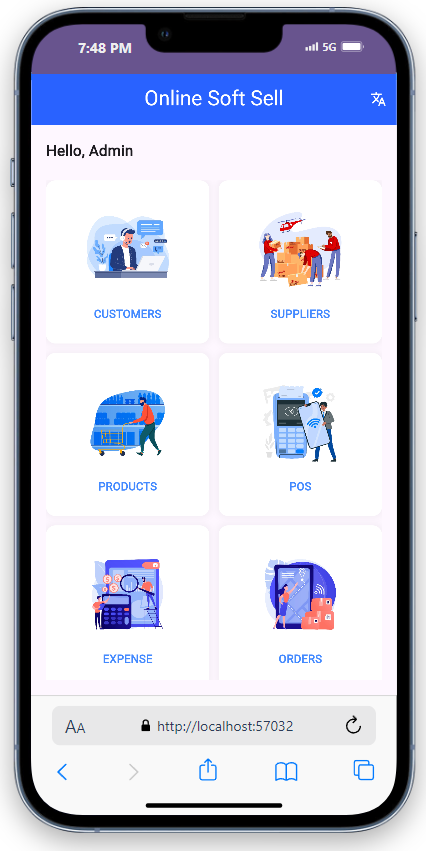 7:48 PM 5G
Online Soft Sell
Hello, Admin
CUSTOMERS SUPPLIERS
PRODUCTS POS
EXPENSE ORDERS
AA http://localhost:57032